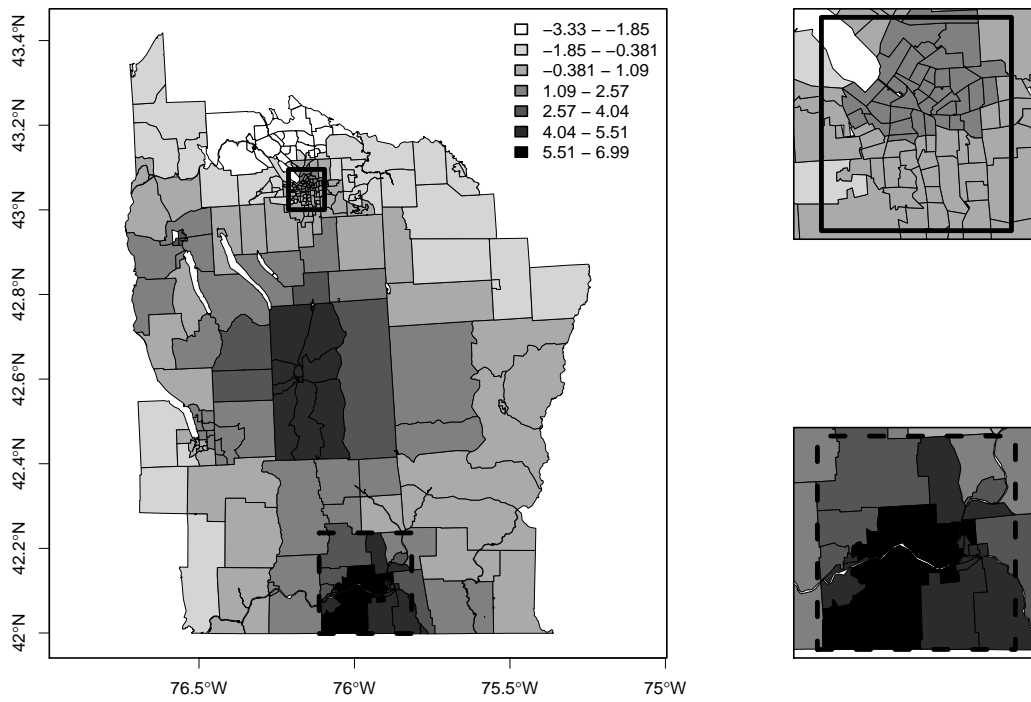 −3.33 − −1.85
−1.85 − −0.381
−0.381 − 1.09
1.09 − 2.57
2.57 − 4.04
4.04 − 5.51
5.51 − 6.99
43.4°N
43.2°N
43°N
42.8°N
42.6°N
42.4°N
42.2°N
42°N
76.5°W
76°W
75.5°W
75°W